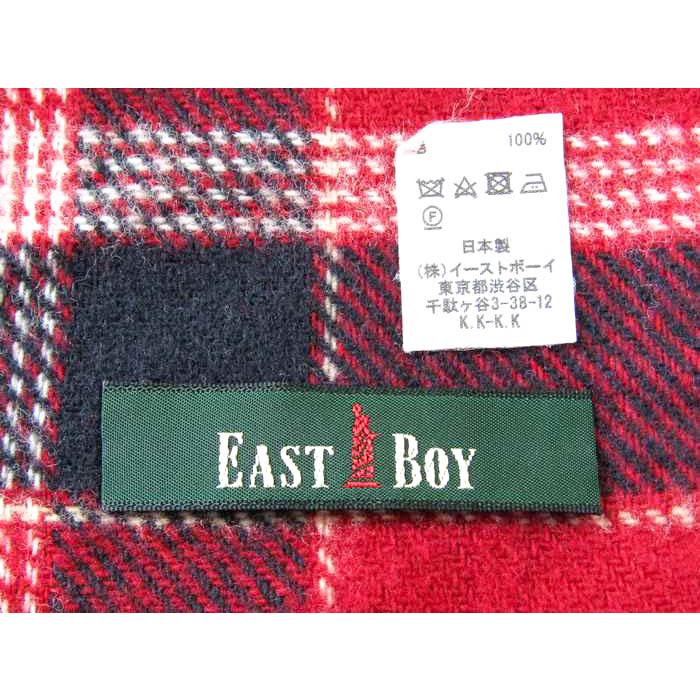 100%
日本製
(株)イーストボーイ
東京都渋谷区
千駄ヶ谷3-38-12
K.K-K.K
EAST BOY